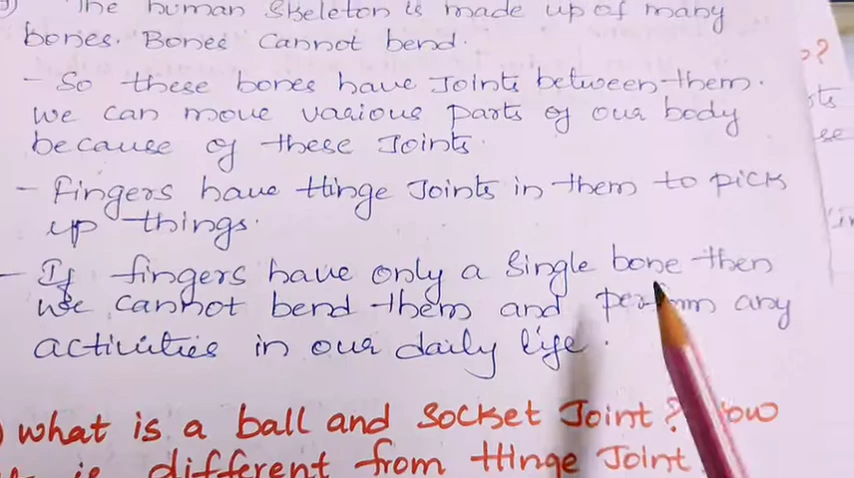 The human skeleton is made up of many
bones. Bones cannot bend.
- So these bones have Joints between them.
we can move various parts of our body
because of these Joints.
- Fingers have Hinge Joints in them to pick
up things.
- If fingers have only a single bone then
we cannot bend them and any
activities in our daily life.
what is a ball and socket Joint?
is different from Hinge Joint